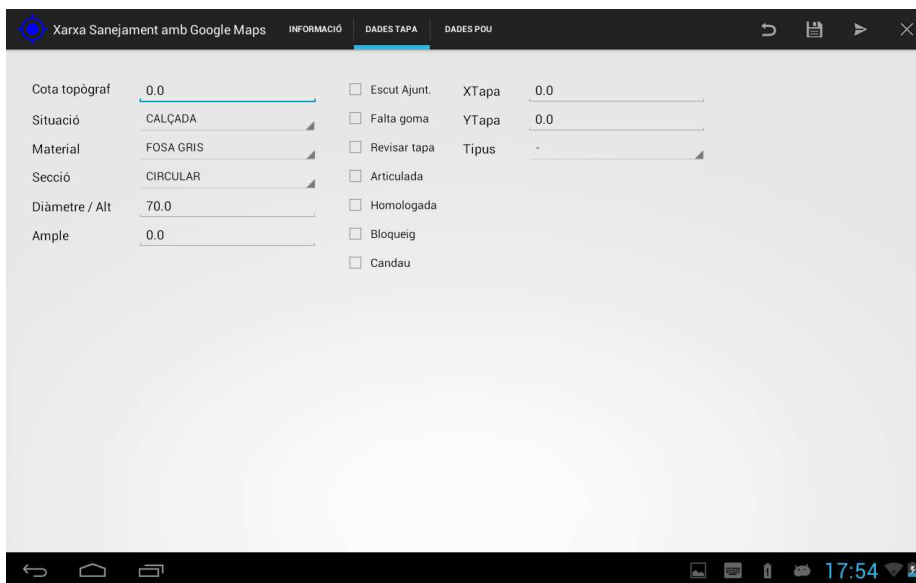 Xarxa Sanejament amb Google Maps INFORMACIÓ DADES TAPA DADES POU
Cota topògraf 0.0 Escut Ajunt. XTapa 0.0
Situació CALÇADA Falta goma YTapa 0.0
Material FOSA GRIS Revisar tapa Tipus -
Secció CIRCULAR Articulada
Diàmetre / Alt 70.0 Homologada
Ample 0.0 Bloqueig
Candau
17:54